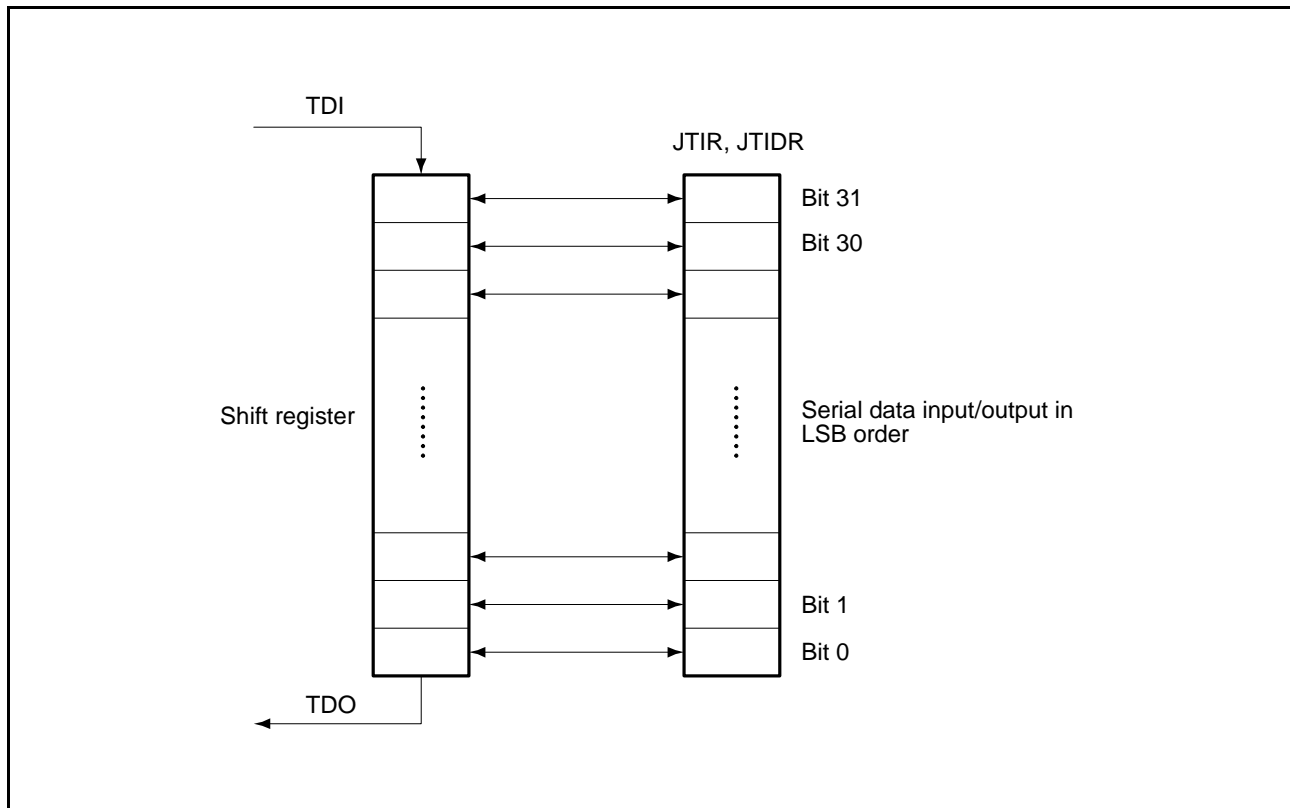 TDI
JTIR, JTIDR
Bit 31
Bit 30
Shift register
Serial data input/output in
LSB order
Bit 1
Bit 0
TDO